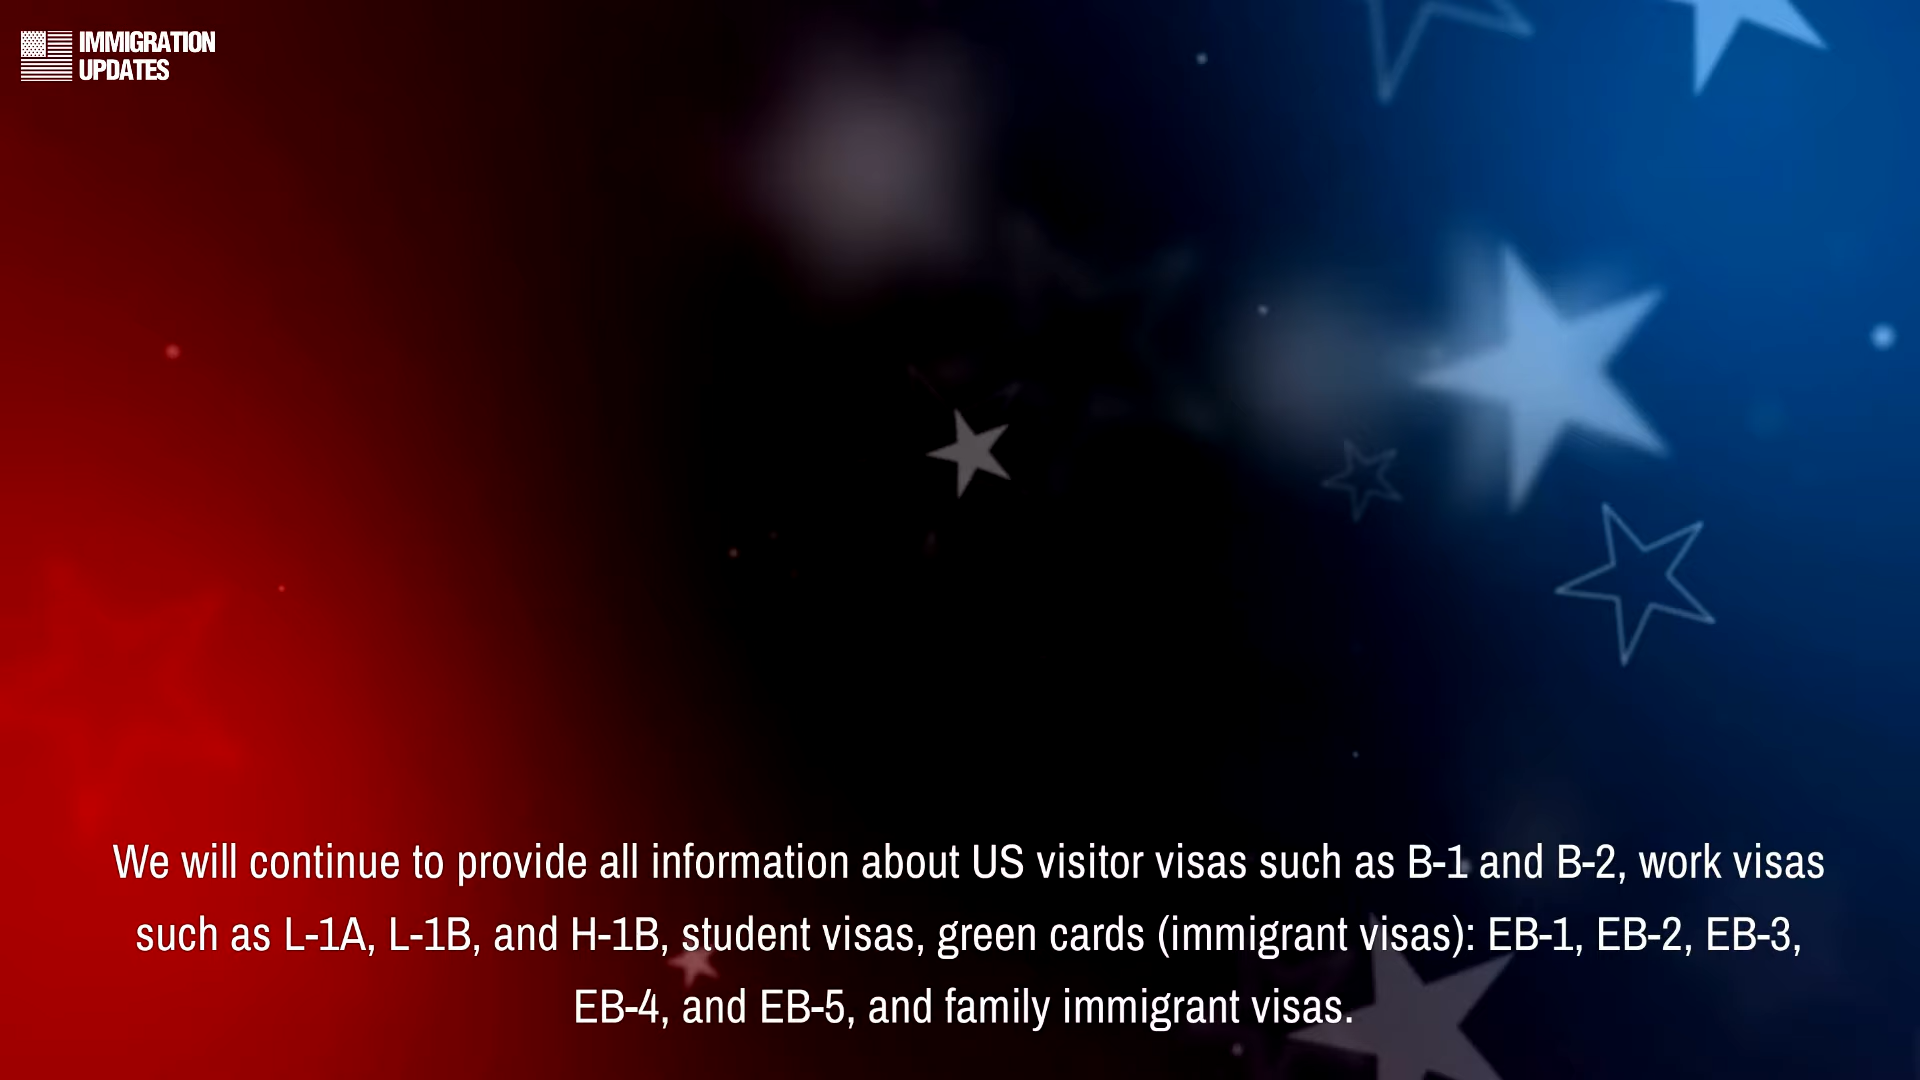 IMMIGRATION
UPDATES
We will continue to provide all information about US visitor visas such as B-1 and B-2, work visas
such as L-1A, L-1B, and H-1B, student visas, green cards (immigrant visas): EB-1, EB-2, EB-3,
EB-4, and EB-5, and family immigrant visas.